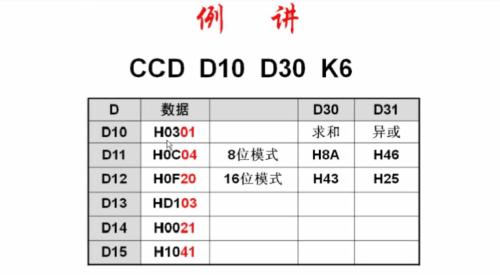 例 讲
CCD D10 D30 K6
D 数据 D30 D31
D10 H0301 求和 异或
D11 H0C04 8位模式 H8A H46
D12 H0F20 16位模式 H43 H25
D13 HD103
D14 H0021
D15 H1041